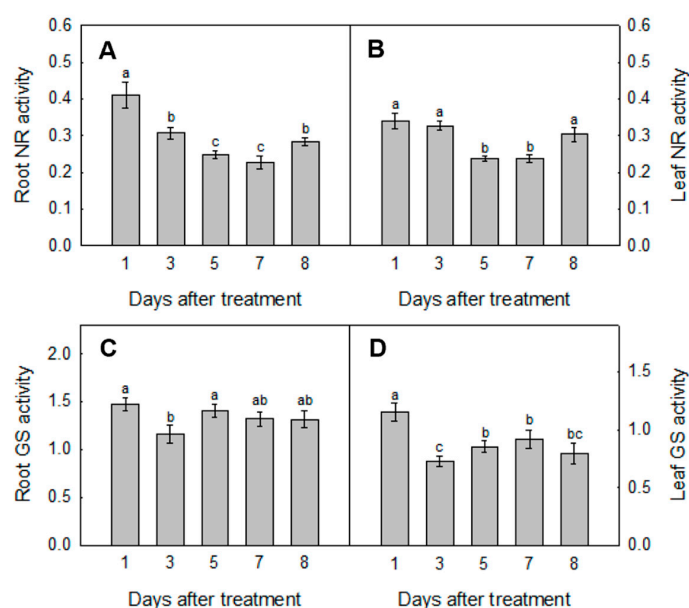 A
B
Root NR activity
0.6
0.5
0.4
0.3
0.2
0.1
0.0
a
b
c
c
b
a
a
b
b
a
0.6
0.5
0.4
0.3
0.2
0.1
0.0
Leaf NR activity
1 3 5 7 8
1 3 5 7 8
Days after treatment
Days after treatment
C
D
Root GS activity
2.0
1.5
1.0
0.5
0.0
a
b
a
ab
ab
a
c
b
b
bc
1.5
1.0
0.5
0.0
Leaf GS activity
1 3 5 7 8
1 3 5 7 8
Days after treatment
Days after treatment